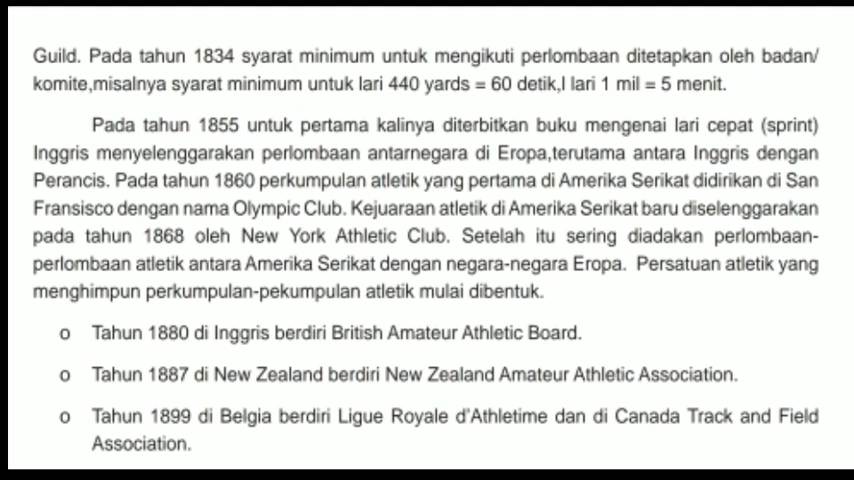 Guild. Pada tahun 1834 syarat minimum untuk mengikuti perlombaan ditetapkan oleh badan/
komite,misalnya syarat minimum untuk lari 440 yards = 60 detik,l lari 1 mil = 5 menit.
Pada tahun 1855 untuk pertama kalinya diterbitkan buku mengenai lari cepat (sprint)
Inggris menyelenggarakan perlombaan antarnegara di Eropa,terutama antara Inggris dengan
Perancis. Pada tahun 1860 perkumpulan atletik yang pertama di Amerika Serikat didirikan di San
Fransisco dengan nama Olympic Club. Kejuaraan atletik di Amerika Serikat baru diselenggarakan
pada tahun 1868 oleh New York Athletic Club. Setelah itu sering diadakan perlombaan-
perlombaan atletik antara Amerika Serikat dengan negara-negara Eropa. Persatuan atletik yang
menghimpun perkumpulan-pekumpulan atletik mulai dibentuk.
o Tahun 1880 di Inggris berdiri British Amateur Athletic Board.
o Tahun 1887 di New Zealand berdiri New Zealand Amateur Athletic Association.
o Tahun 1899 di Belgia berdiri Ligue Royale d'Athletime dan di Canada Track and Field
Association.